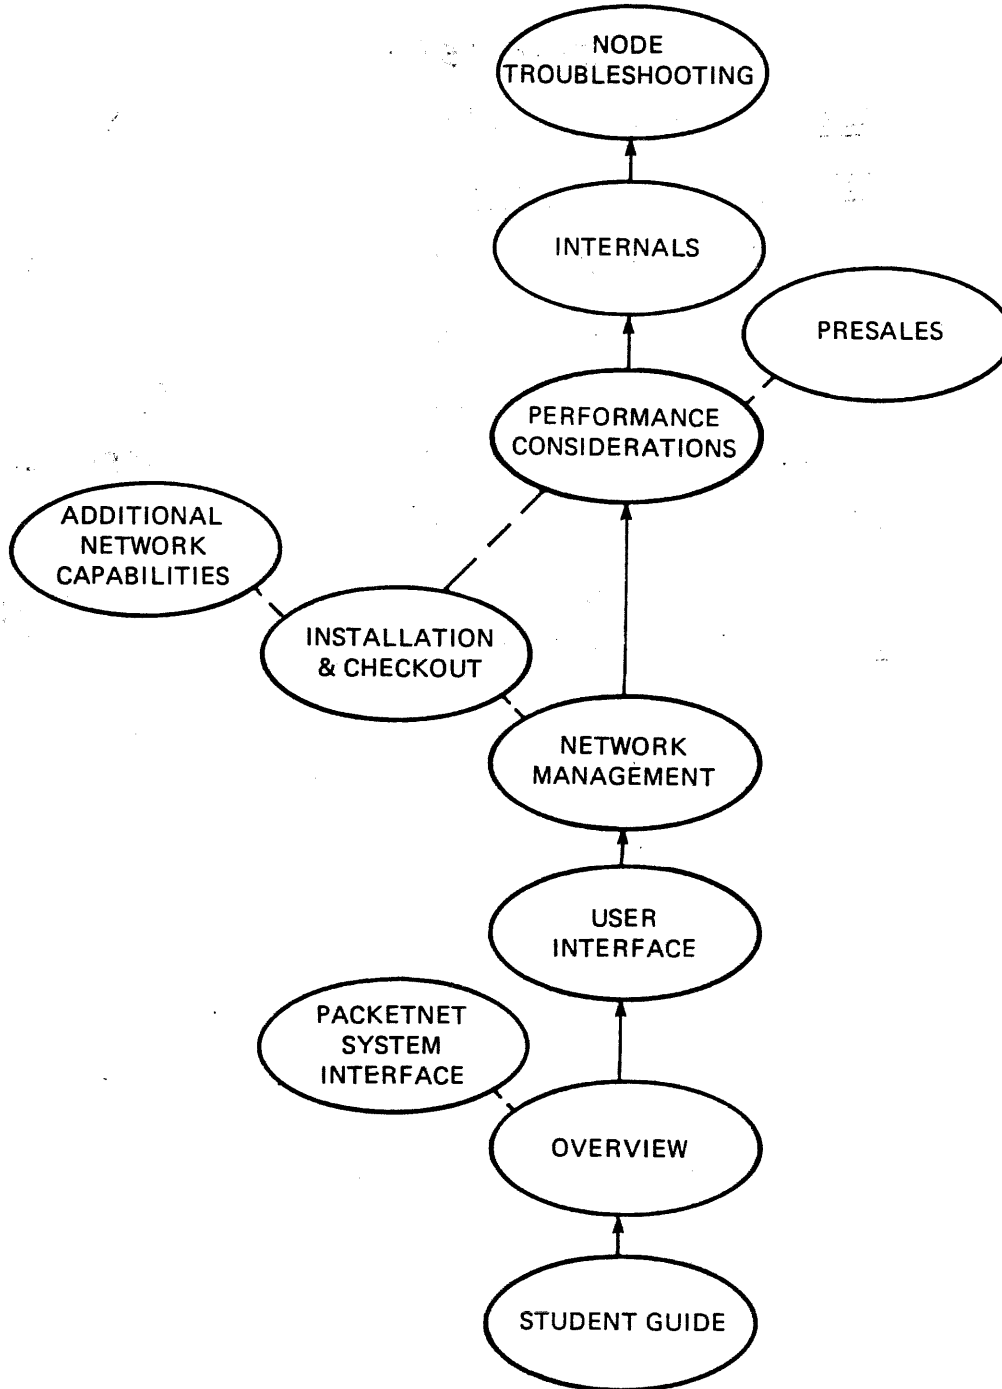 NODE
TROUBLESHOOTING
INTERNALS
PRESALES
PERFORMANCE
CONSIDERATIONS
ADDITIONAL
NETWORK
CAPABILITIES
INSTALLATION
& CHECKOUT
NETWORK
MANAGEMENT
USER
INTERFACE
PACKETNET
SYSTEM
INTERFACE
OVERVIEW
STUDENT GUIDE